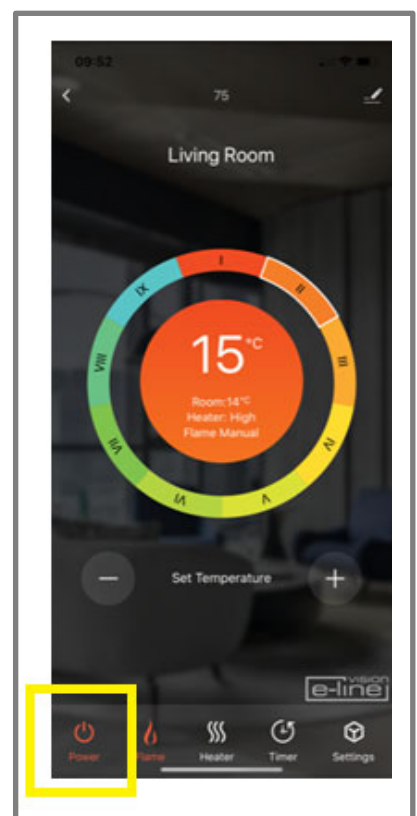 09:52
75
Living Room
I
II
III
IV
V
VI
VII
VIII
IX
15°C
Room:14°C
Heater: High
Flame Manual
Set Temperature
vision
e-line
Power
Flame
Heater
Timer
Settings